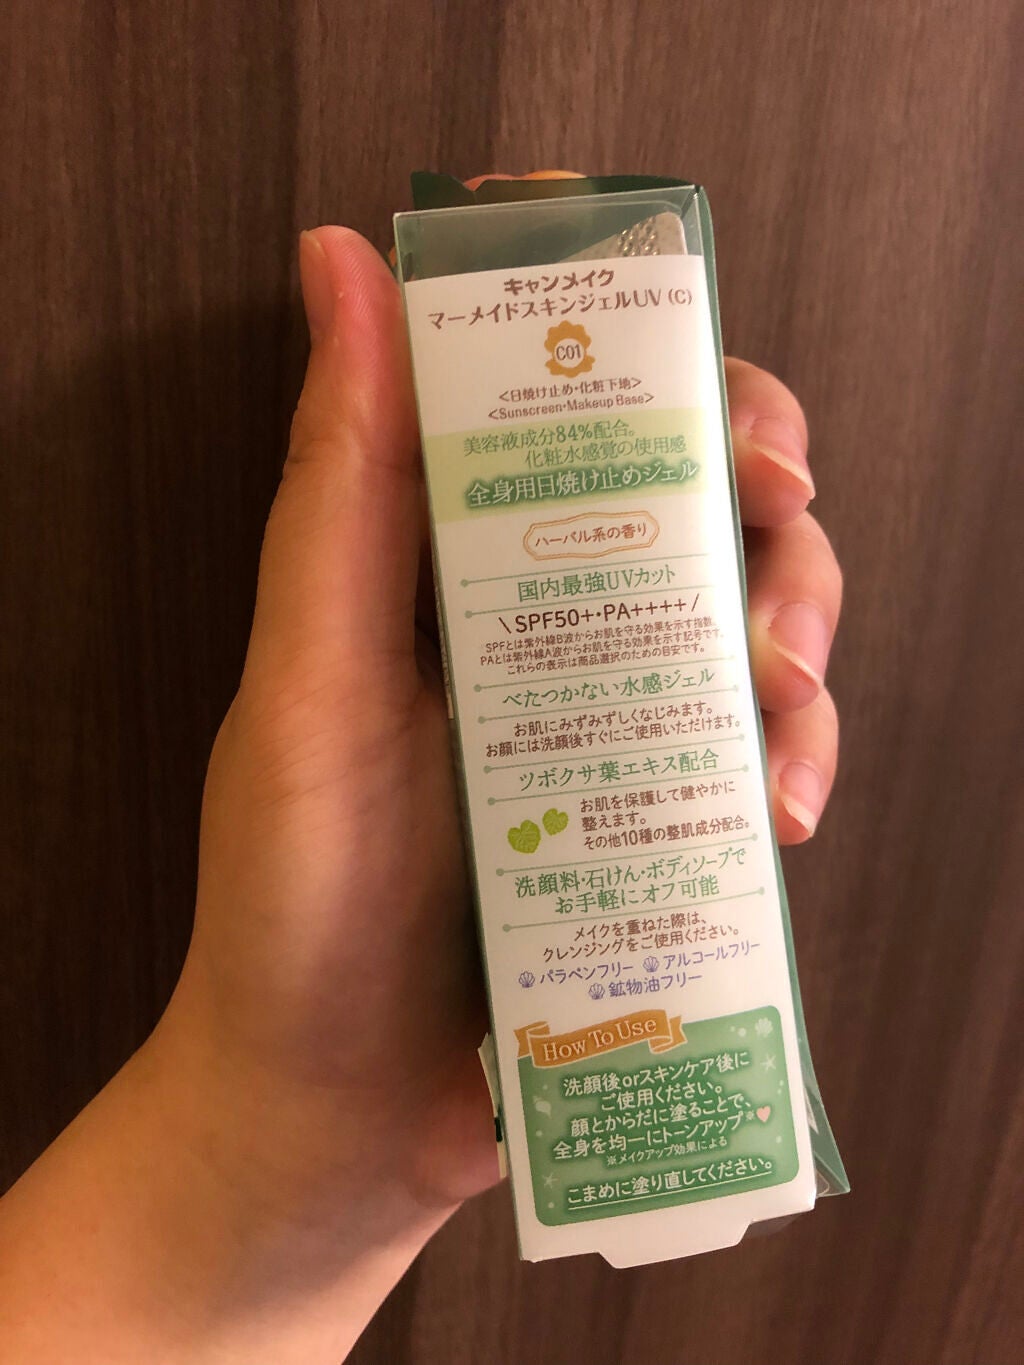 キャンメイク
マーメイドスキンジェルUV (C)
C01
<日焼け止め・化粧下地>
<Sunscreen・Makeup Base>
美容液成分84%配合。
化粧水感覚の使用感
全身用日焼け止めジェル
ハーバル系の香り
国内最強UVカット
\ SPF50+・PA++++ /
SPFとは紫外線B波からお肌を守る効果を示す指数。
PAとは紫外線A波からお肌を守る効果を示す記号です。
これらの表示は商品選択のための目安です。
べたつかない水感ジェル
お肌にみずみずしくなじみます。
お顔には洗顔後すぐにご使用いただけます。
ツボクサ葉エキス配合
お肌を保護して健やかに
整えます。
その他10種の整肌成分配合。
洗顔料・石けん・ボディソープで
お手軽にオフ可能
メイクを重ねた際は、
クレンジングをご使用ください。
パラベンフリー アルコールフリー
鉱物油フリー
How To Use
洗顔後orスキンケア後に
ご使用ください。
顔とからだに塗ることで、
全身を均一にトーンアップ※
※メイクアップ効果による
こまめに塗り直してください。